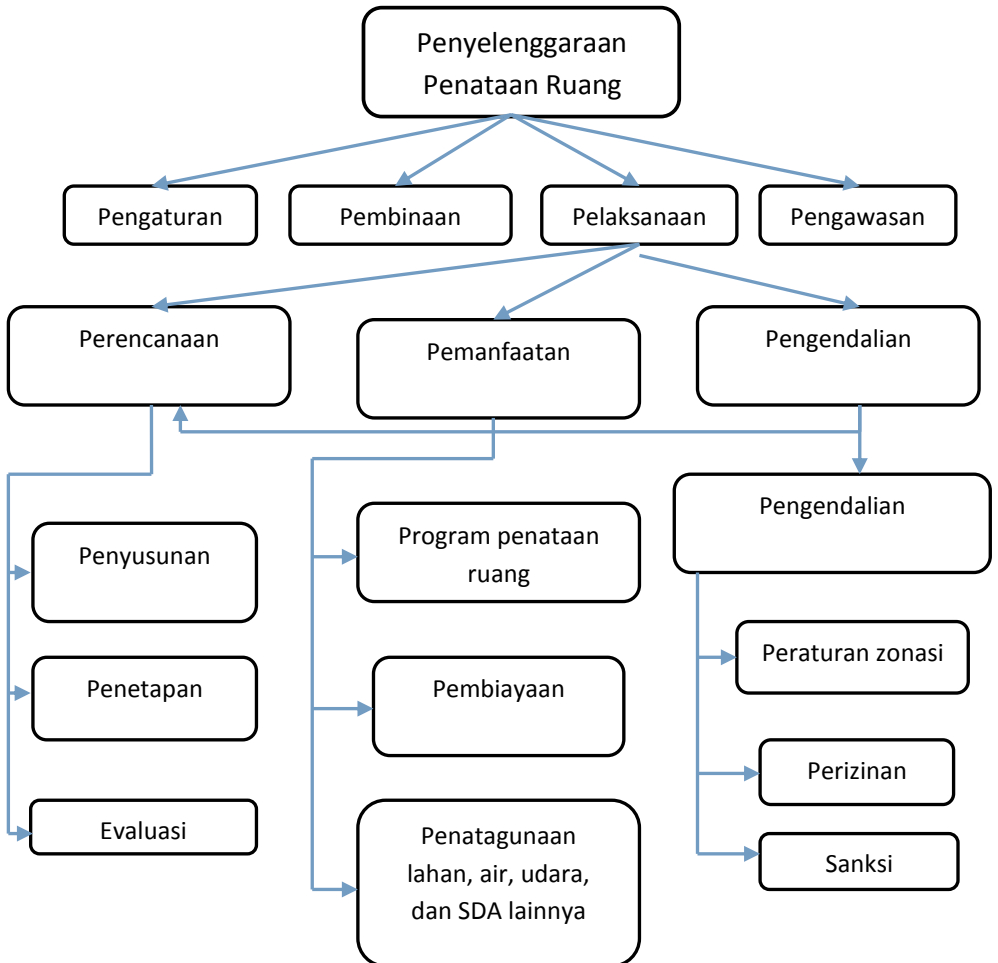 Penyelenggaraan
Penataan Ruang
Pengaturan
Pembinaan
Pelaksanaan
Pengawasan
Perencanaan
Pemanfaatan
Pengendalian
Penyusunan
Penetapan
Evaluasi
Program penataan
ruang
Pembiayaan
Penatagunaan
lahan, air, udara,
dan SDA lainnya
Pengendalian
Peraturan zonasi
Perizinan
Sanksi